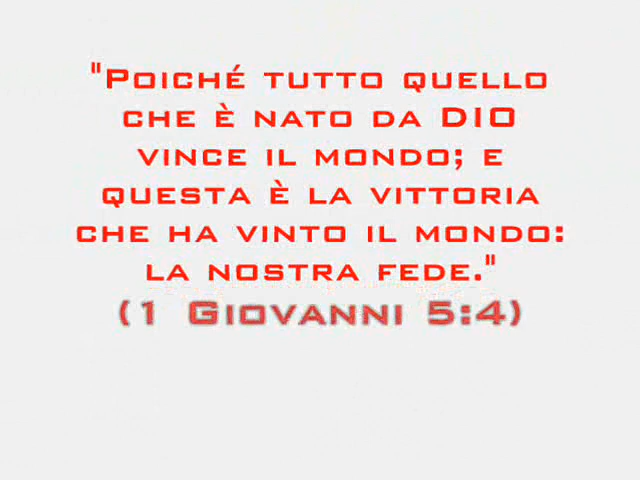 "Poiché tutto quello
che è nato da DIO
vince il mondo; e
questa è la vittoria
che ha vinto il mondo:
la nostra fede."
(1 Giovanni 5:4)